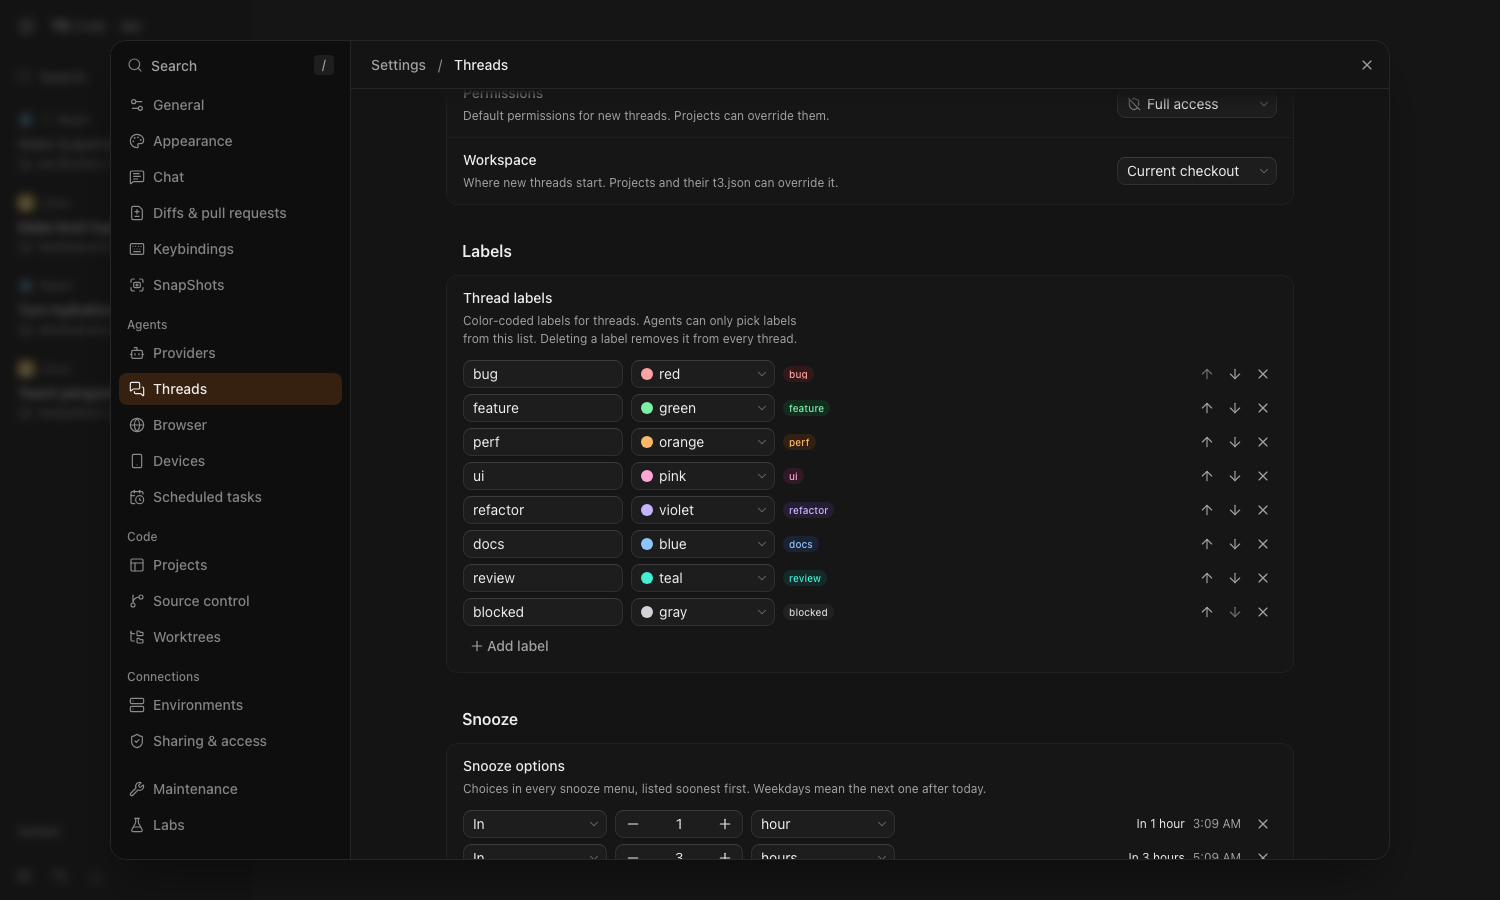 Search
/
General
Appearance
Chat
Diffs & pull requests
Keybindings
SnapShots
Agents
Providers
Threads
Browser
Devices
Scheduled tasks
Code
Projects
Source control
Worktrees
Connections
Environments
Sharing & access
Maintenance
Labs
Settings / Threads
Permissions
Default permissions for new threads. Projects can override them.
Full access
Workspace
Where new threads start. Projects and their t3.json can override it.
Current checkout
Labels
Thread labels
Color-coded labels for threads. Agents can only pick labels
from this list. Deleting a label removes it from every thread.
bug red bug
feature green feature
perf orange perf
ui pink ui
refactor violet refactor
docs blue docs
review teal review
blocked gray blocked
Add label
Snooze
Snooze options
Choices in every snooze menu, listed soonest first. Weekdays mean the next one after today.
In 1 hour In 1 hour 3:09 AM
In 3 hours In 3 hours 5:09 AM